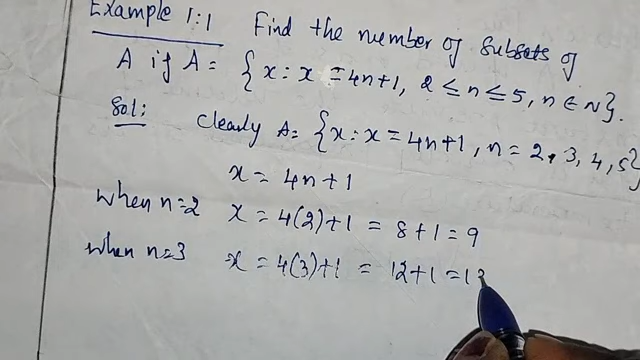 Example 1:1 Find the number of subsets of
A if A = {x : x = 4n+1, 2 ≤ n ≤ 5, n ∈ N}.
Sol: Clearly A = {x : x = 4n+1, n = 2, 3, 4, 5}
x = 4n+1
when n=2 x = 4(2)+1 = 8+1 = 9
when n=3 x = 4(3)+1 = 12+1 = 13